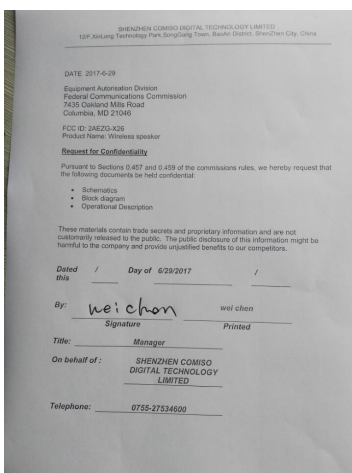 SHENZHEN COMISO DIGITAL TECHNOLOGY LIMITED
12/F,XinLong Technology Park,SongGang Town, BaoAn District, ShenZhen City, China
DATE 2017-6-29
Equipment Autorisation Division
Federal Communications Commission
7435 Oakland Mills Road
Columbia, MD 21046
FCC ID: 2AEZG-X26
Product Name: Wireless speaker
Request for Confidentiality
Pursuant to Sections 0.457 and 0.459 of the commissions rules, we hereby request that
the following documents be held confidential:
• Schematics
• Block diagram
• Operational Description
These materials contain trade secrets and proprietary information and are not
customarily released to the public. The public disclosure of this information might be
harmful to the company and provide unjustified benefits to our competitors.
Dated / Day of 6/29/2017 /
this
By: wei chen wei chen
Signature Printed
Title: Manager
On behalf of : SHENZHEN COMISO
DIGITAL TECHNOLOGY
LIMITED
Telephone: 0755-27534600